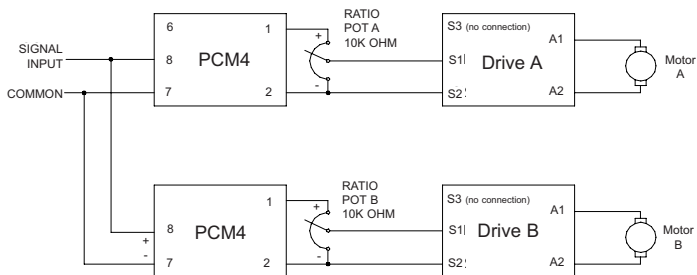 RATIO
POT A
10K OHM
SIGNAL
INPUT
COMMON
6
8
7
PCM4
1
2
+
-
S3 (no connection)
S1
S2
Drive A
A1
A2
Motor
A
RATIO
POT B
10K OHM
+
-
8
7
PCM4
1
2
+
-
S3 (no connection)
S1
S2
Drive B
A1
A2
Motor
B